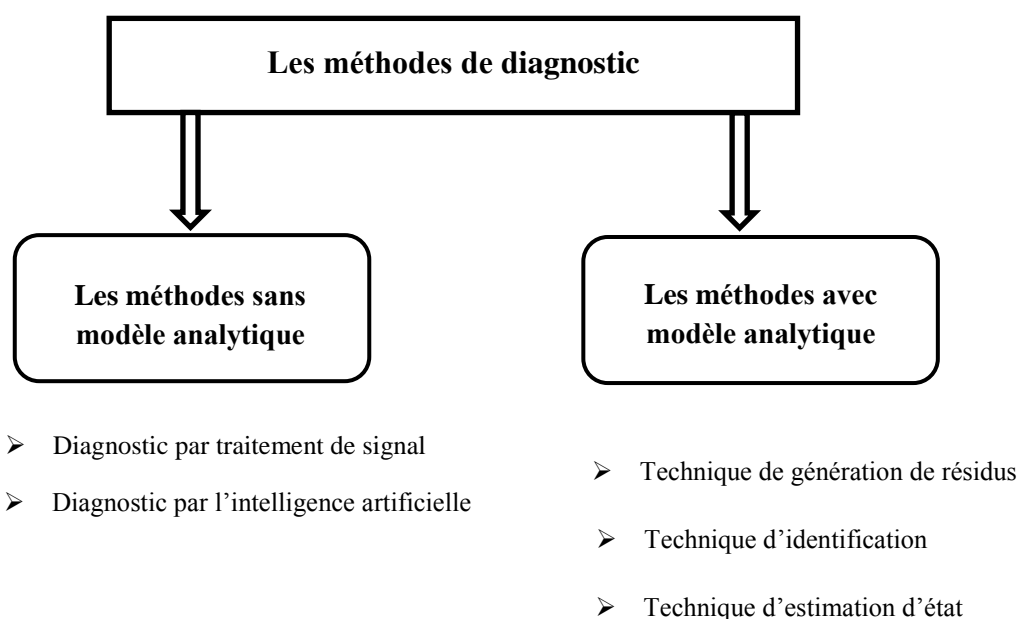 Les méthodes de diagnostic
Les méthodes sans
modèle analytique
Les méthodes avec
modèle analytique
➢ Diagnostic par traitement de signal
➢ Diagnostic par l’intelligence artificielle
➢ Technique de génération de résidus
➢ Technique d’identification
➢ Technique d’estimation d’état